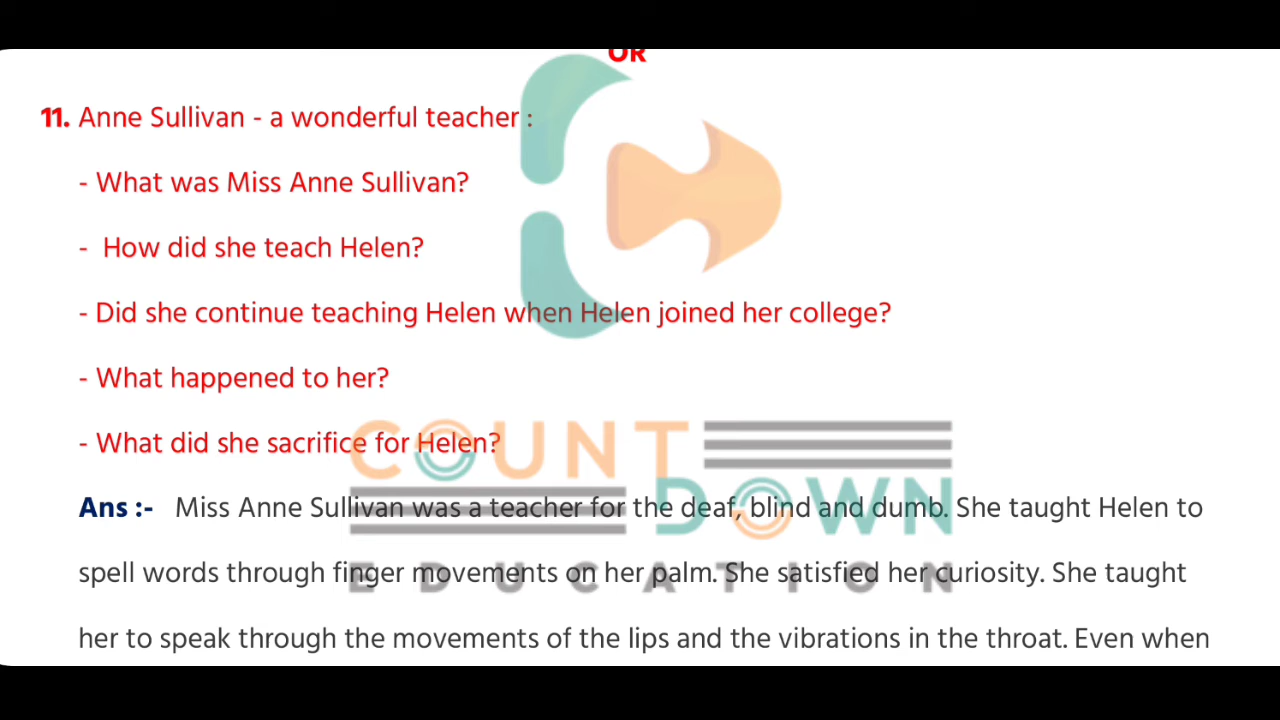 OR
11. Anne Sullivan - a wonderful teacher :
- What was Miss Anne Sullivan?
- How did she teach Helen?
- Did she continue teaching Helen when Helen joined her college?
- What happened to her?
- What did she sacrifice for Helen?
COUNT
Ans :- Miss Anne Sullivan was a teacher for the deaf, blind and dumb. She taught Helen to
DOWN
spell words through finger movements on her palm. She satisfied her curiosity. She taught
EDUCATION
her to speak through the movements of the lips and the vibrations in the throat. Even when